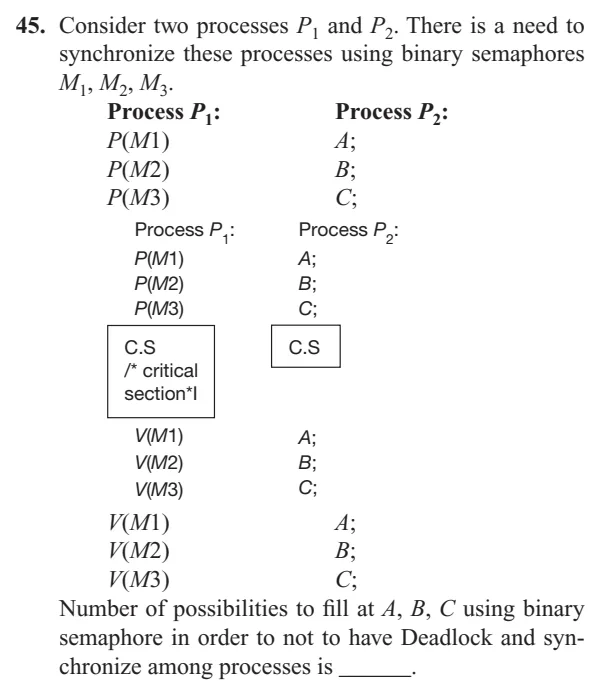 45. Consider two processes P1 and P2. There is a need to
synchronize these processes using binary semaphores
M1, M2, M3.
Process P1: Process P2:
P(M1) A;
P(M2) B;
P(M3) C;
Process P1: Process P2:
P(M1) A;
P(M2) B;
P(M3) C;
C.S C.S
/* critical
section*I
V(M1) A;
V(M2) B;
V(M3) C;
V(M1) A;
V(M2) B;
V(M3) C;
Number of possibilities to fill at A, B, C using binary
semaphore in order to not to have Deadlock and syn-
chronize among processes is ______.